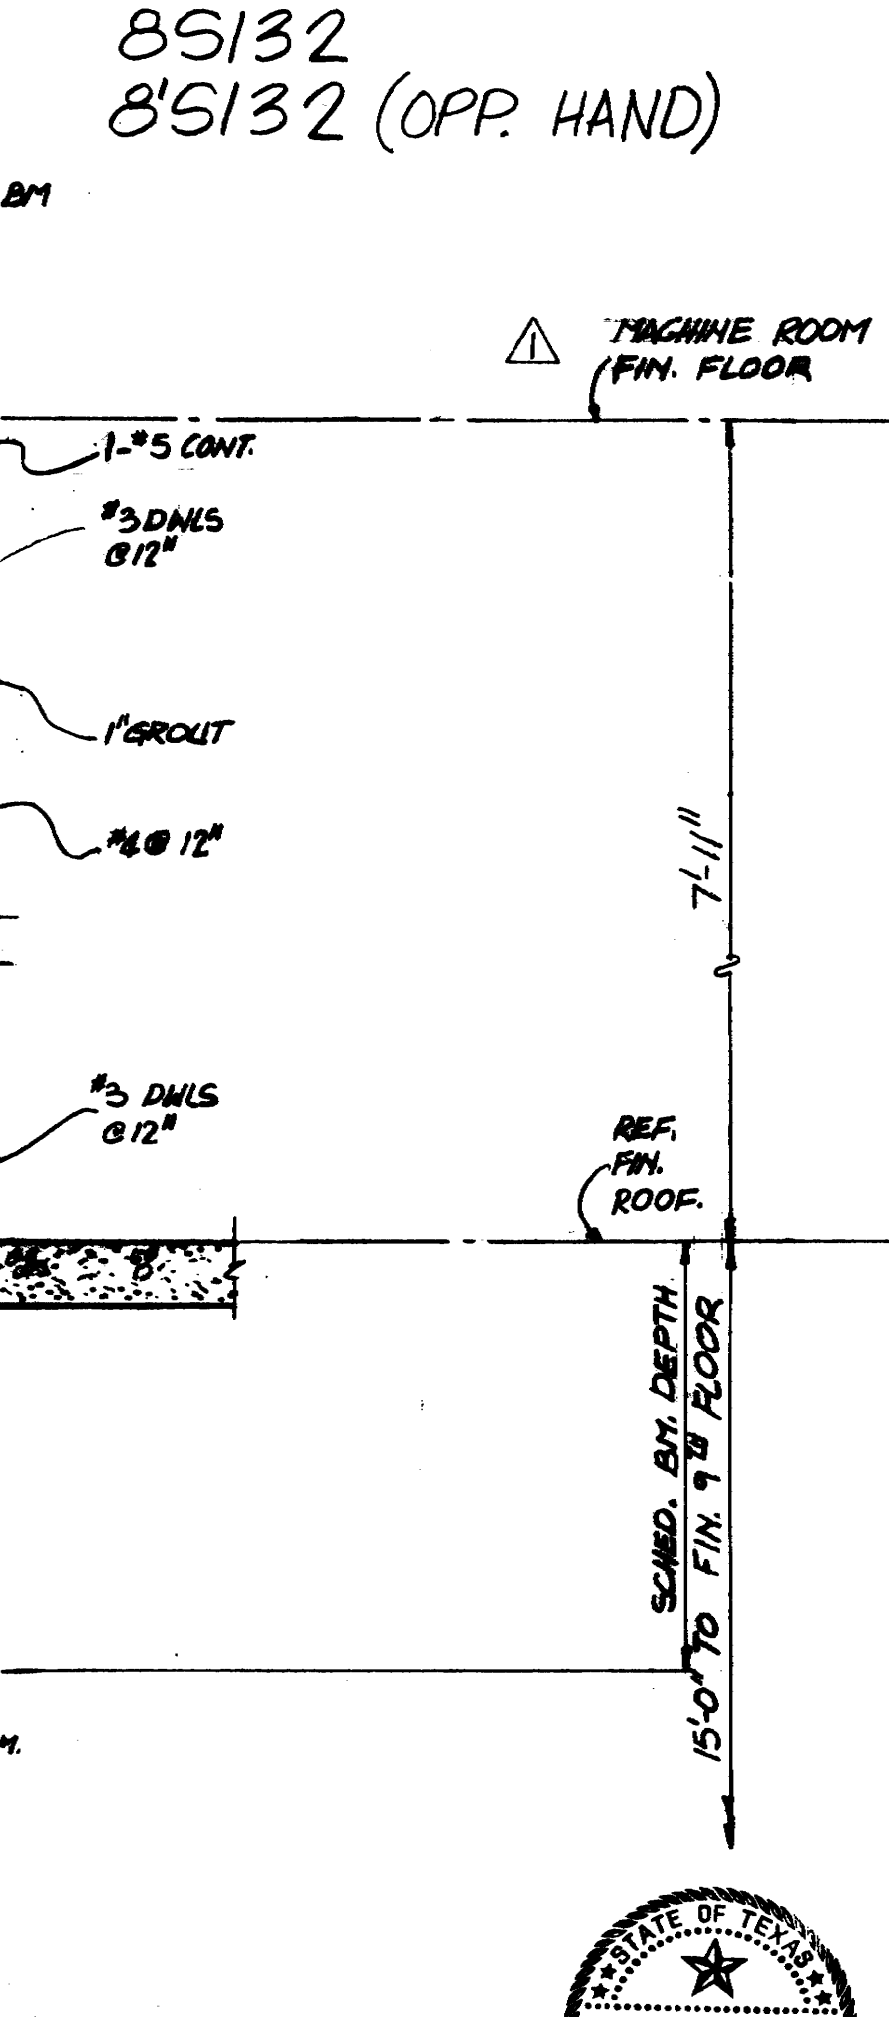 8S132
8'S132 (OPP. HAND)
BM
1
MACHINE ROOM
FIN. FLOOR
1-#5 CONT.
#3 DWLS
@ 12"
1" GROUT
#4 @ 12"
7'-11"
#3 DWLS
@ 12"
REF.
FIN.
ROOF.
SCHED. BM. DEPTH
15'-0" TO FIN. 9TH FLOOR
STATE OF TEXAS